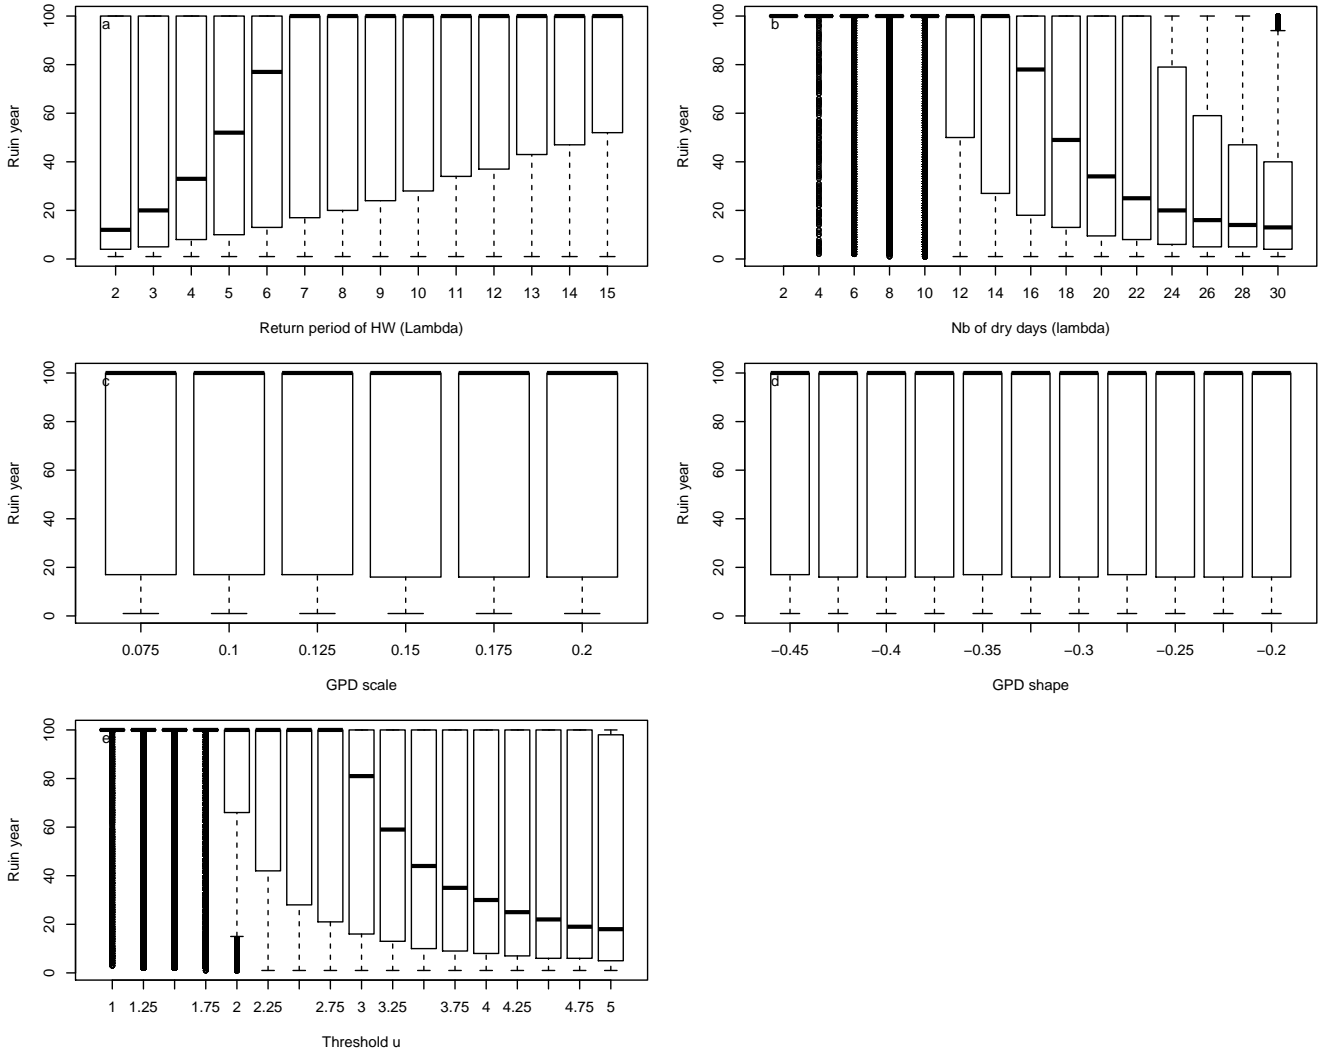 a
Ruin year
0 20 40 60 80 100
2 3 4 5 6 7 8 9 10 11 12 13 14 15
Return period of HW (Lambda)
b
Ruin year
0 20 40 60 80 100
2 4 6 8 10 12 14 16 18 20 22 24 26 28 30
Nb of dry days (lambda)
c
Ruin year
0 20 40 60 80 100
0.075 0.1 0.125 0.15 0.175 0.2
GPD scale
d
Ruin year
0 20 40 60 80 100
−0.45 −0.4 −0.35 −0.3 −0.25 −0.2
GPD shape
e
Ruin year
0 20 40 60 80 100
1 1.25 1.75 2 2.25 2.75 3 3.25 3.75 4 4.25 4.75 5
Threshold u